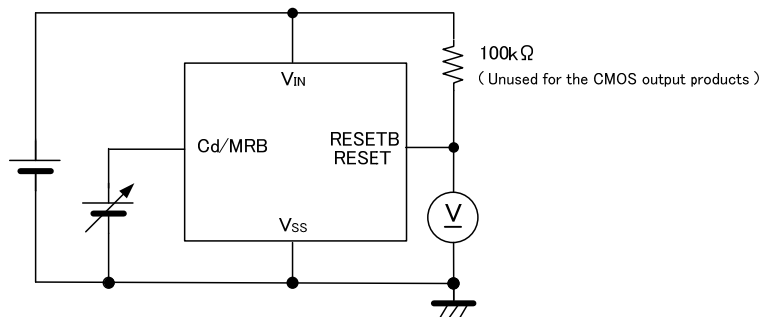 100kΩ
(Unused for the CMOS output products)
VIN
Cd/MRB
RESETB
RESET
V
VSS